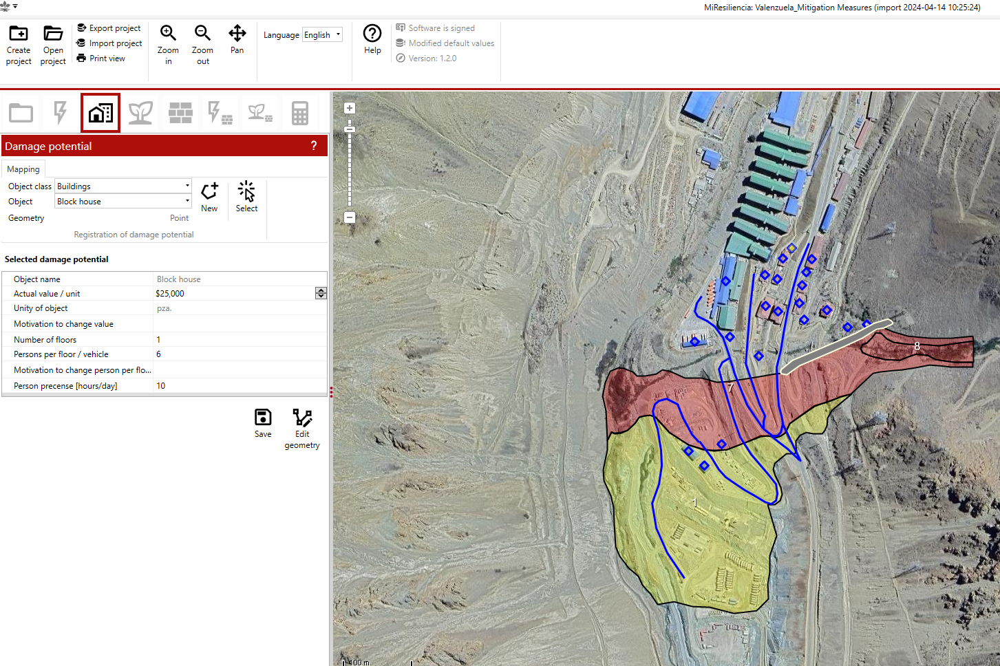 MiResiliencia: Valenzuela_Mitigation Measures (import 2024-04-14 10:25:24)
Create project
Open project
Export project
Import project
Print view
Zoom in
Zoom out
Pan
Language English
Help
Software is signed
Modified default values
Version: 1.2.0
Damage potential ?
Mapping
Object class Buildings
Object Block house
Geometry Point
New
Select
Registration of damage potential
Selected damage potential
Object name Block house
Actual value / unit $25,000
Unity of object pza.
Motivation to change value
Number of floors 1
Persons per floor / vehicle 6
Motivation to change person per flo...
Person precense [hours/day] 10
Save
Edit geometry
8
7
1
400 m